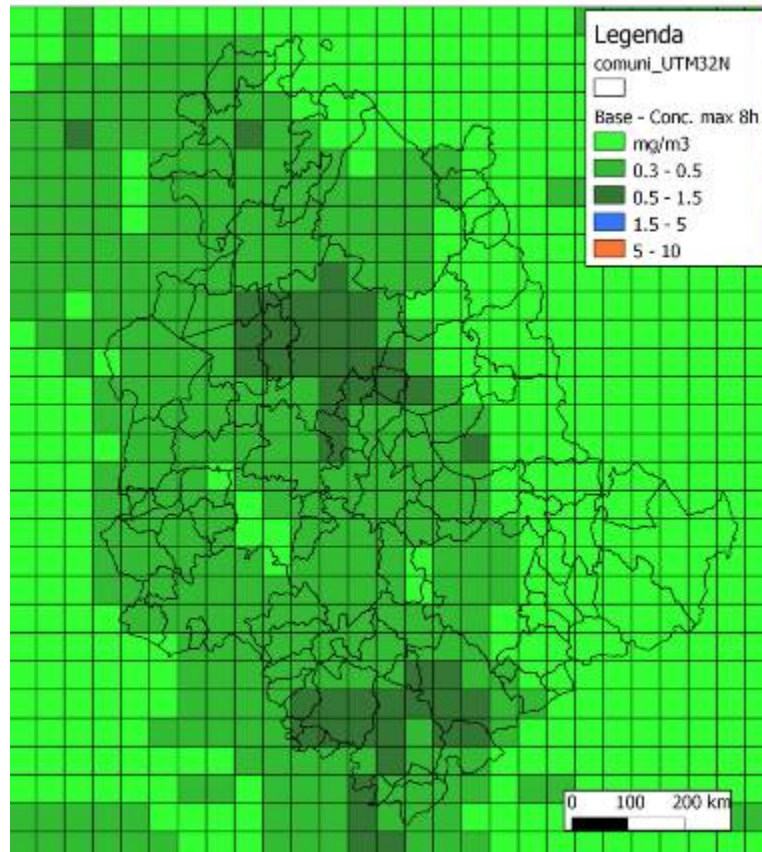 Legenda
comuni_UTM32N
Base - Conc. max 8h
mg/m3
0.3 - 0.5
0.5 - 1.5
1.5 - 5
5 - 10
0 100 200 km